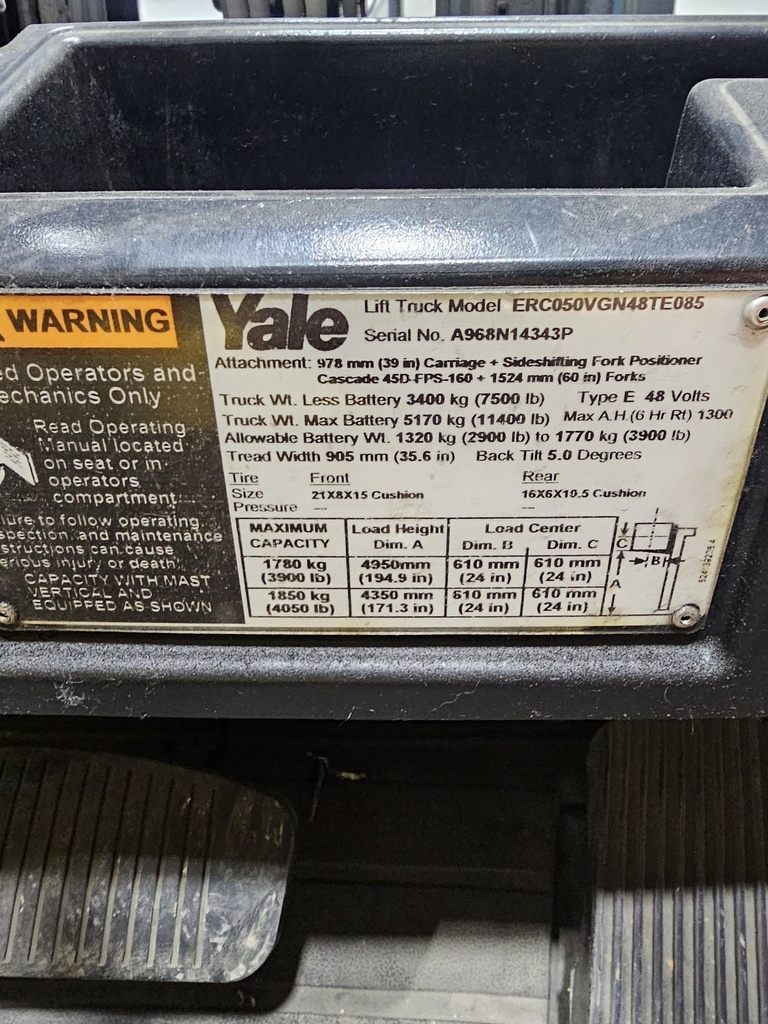 WARNING
ed Operators and
echanics Only
Read Operating
Manual located
on seat or in
operators
compartment
lure to follow operating
spection and maintenance
structions can cause
erious injury or death.
CAPACITY WITH MAST
VERTICAL AND
EQUIPPED AS SHOWN
Yale
Lift Truck Model ERC050VGN48TE085
Serial No. A968N14343P
Attachment: 978 mm (39 in) Carriage + Sideshifting Fork Positioner
Cascade 45D-FPS-160 + 1524 mm (60 in) Forks
Truck Wt. Less Battery 3400 kg (7500 lb) Type E 48 Volts
Truck Wt. Max Battery 5170 kg (11400 lb) Max A.H.(6 Hr Rt) 1300
Allowable Battery Wt. 1320 kg (2900 lb) to 1770 kg (3900 lb)
Tread Width 905 mm (35.6 in) Back Tilt 5.0 Degrees
Tire Front Rear
Size 21X8X15 Cushion 16X6X10.5 Cushion
Pressure -- --
MAXIMUM CAPACITY Load Height Dim. A Load Center Dim. B Dim. C
1780 kg (3900 lb) 4950mm (194.9 in) 610 mm (24 in) 610 mm (24 in)
1850 kg (4050 lb) 4350 mm (171.3 in) 610 mm (24 in) 610 mm (24 in)
C
B
A